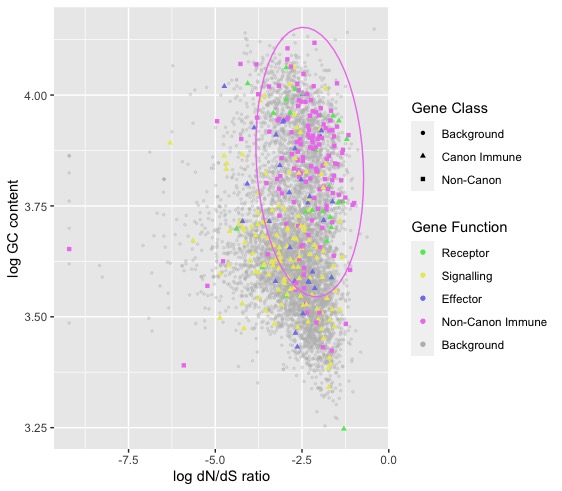 log GC content
4.00
3.75
3.50
3.25
-7.5 -5.0 -2.5 0.0
log dN/dS ratio
Gene Class
Background
Canon Immune
Non-Canon
Gene Function
Receptor
Signalling
Effector
Non-Canon Immune
Background